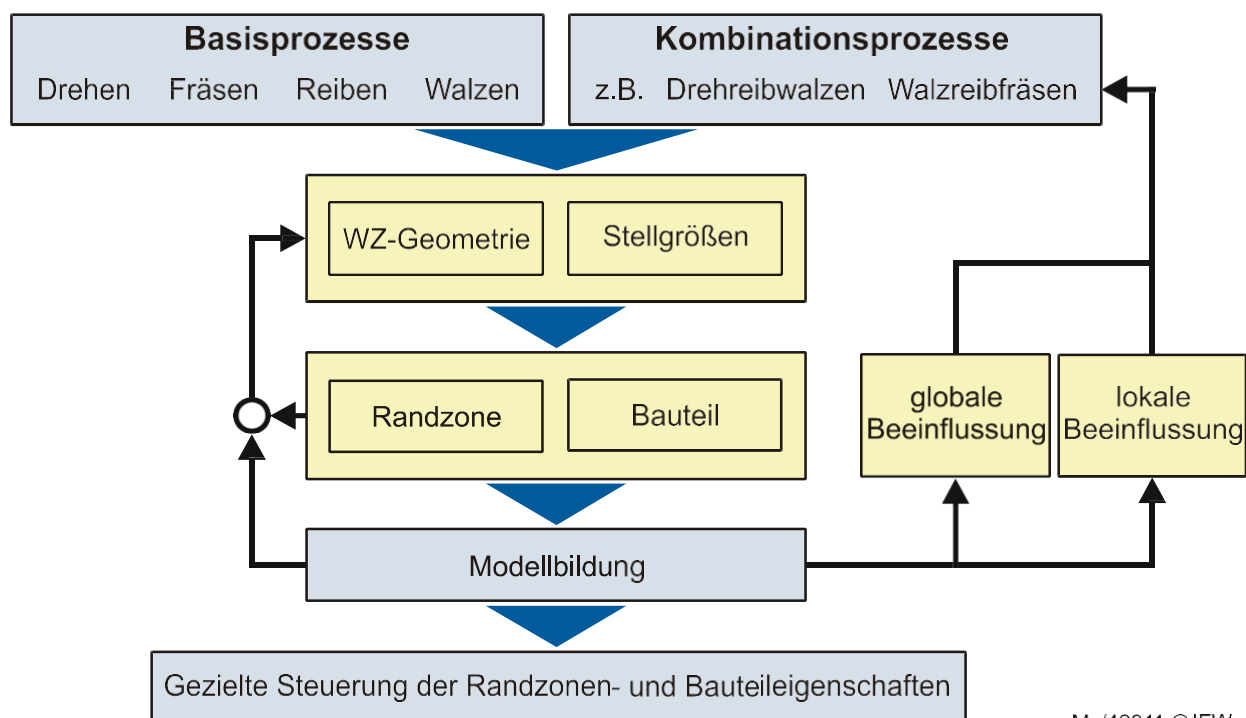 Basisprozesse
Drehen Fräsen Reiben Walzen
Kombinationsprozesse
z.B. Drehreibwalzen Walzreibfräsen
WZ-Geometrie
Stellgrößen
Randzone
Bauteil
globale
Beeinflussung
lokale
Beeinflussung
Modellbildung
Gezielte Steuerung der Randzonen- und Bauteileigenschaften